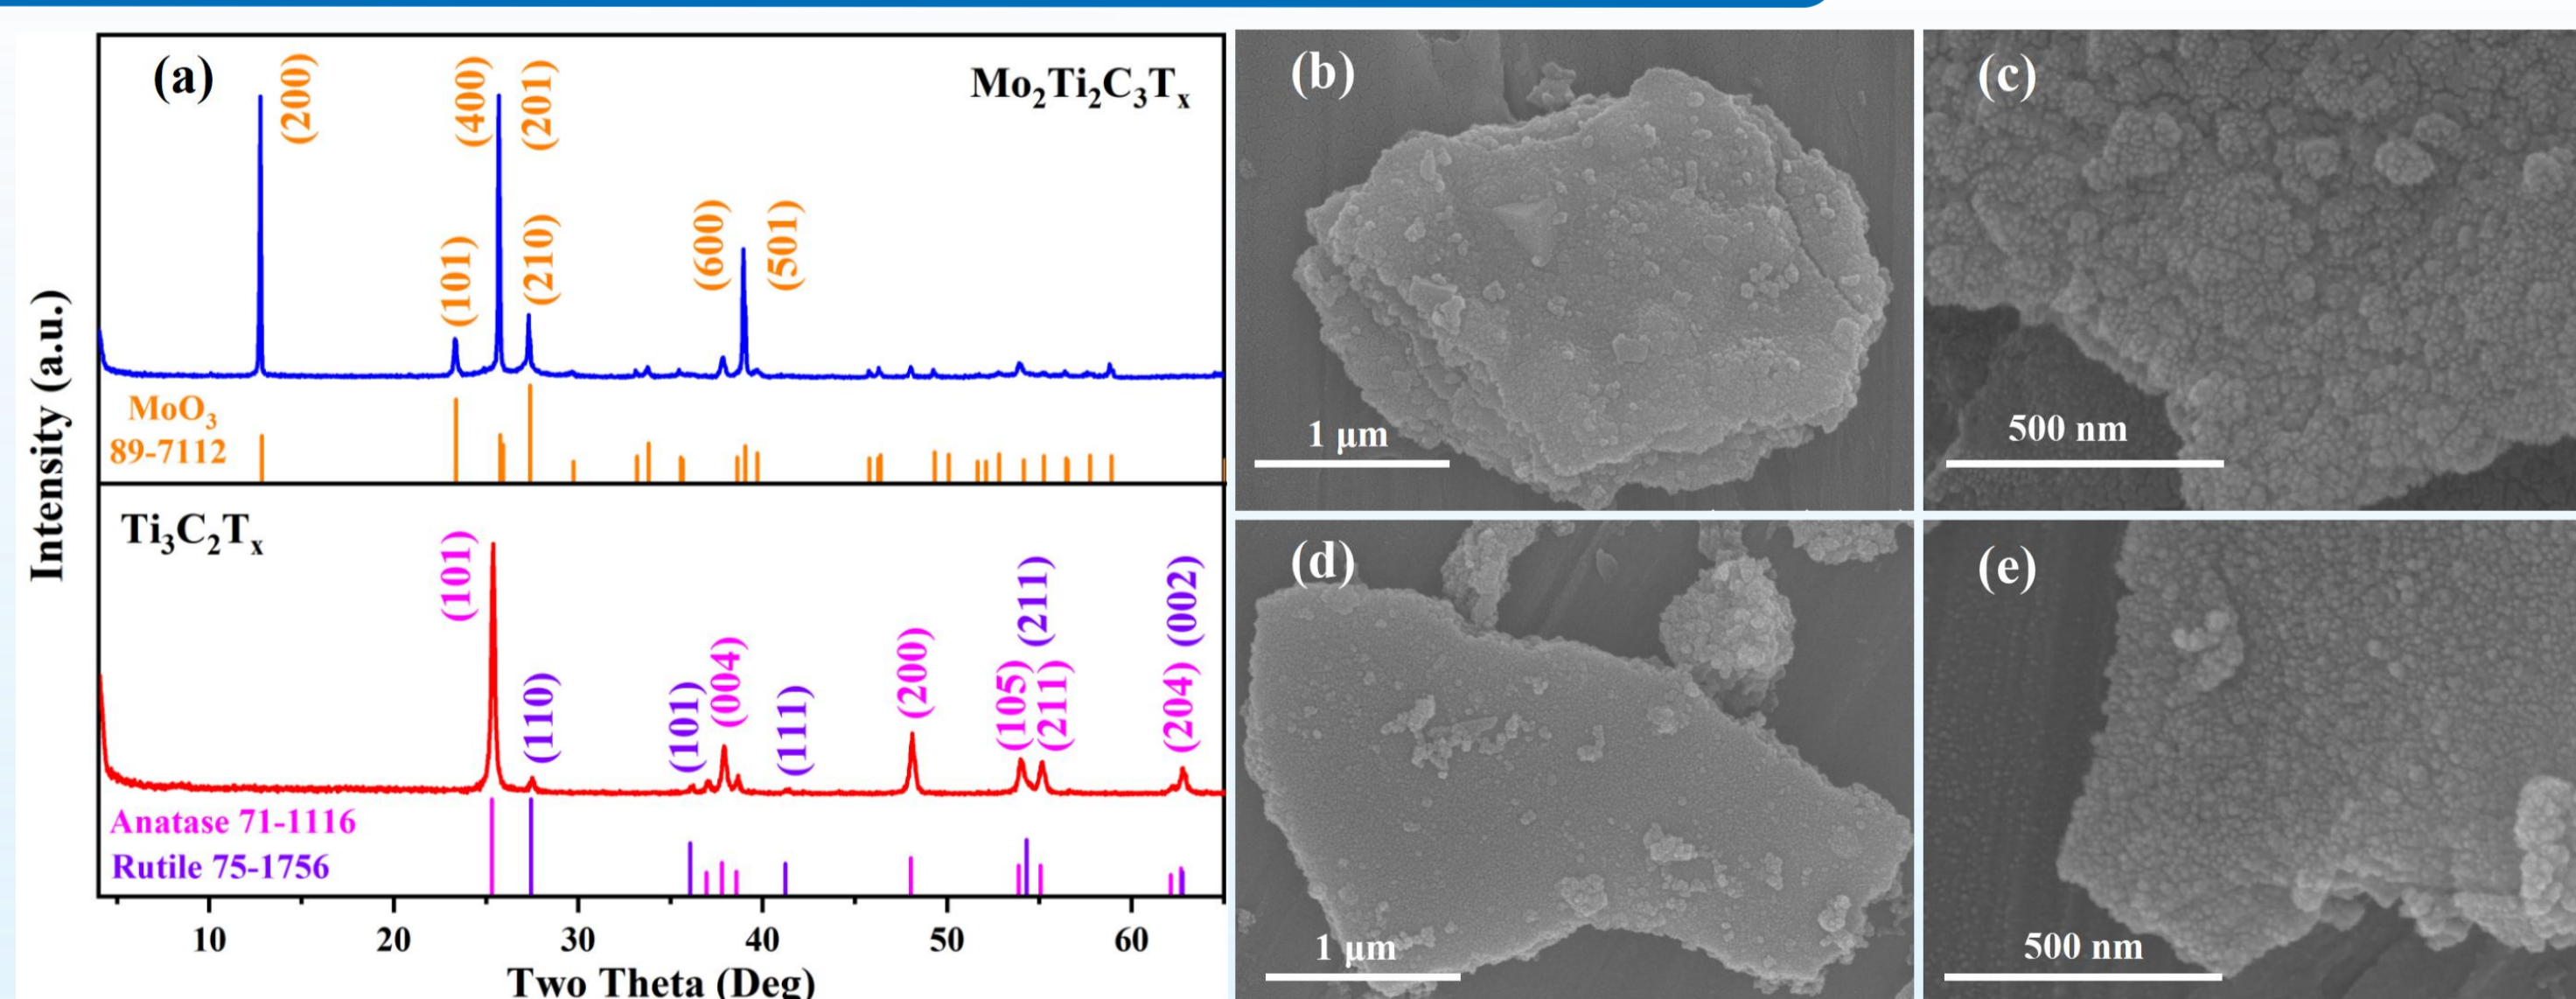 (a)
Mo₂Ti₂C₃Tₓ
(200)
(400)
(201)
(101)
(210)
(600)
(501)
MoO₃
89-7112
Ti₃C₂Tₓ
(101)
(110)
(101)
(004)
(111)
(200)
(211)
(105)
(211)
(002)
(204)
Anatase 71-1116
Rutile 75-1756
Intensity (a.u.)
10 20 30 40 50 60
Two Theta (Deg)
(b)
1 μm
(c)
500 nm
(d)
1 μm
(e)
500 nm